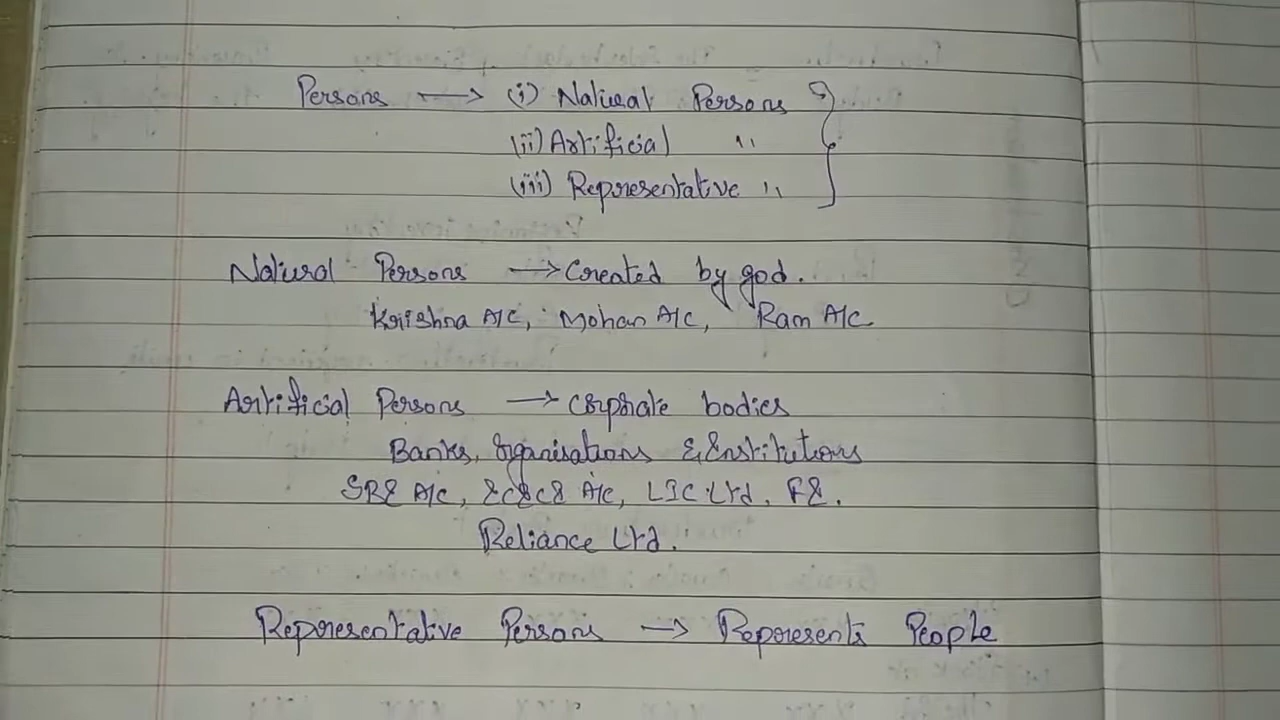 Persons → (i) Natural Persons
(ii) Artificial "
(iii) Representative "
Natural Persons → Created by god.
Krishna A/C, Mohan A/C, Ram A/C
Artificial Persons → corporate bodies
Banks, Organisations & Institutions
SBI A/C, ICICI A/C, LIC Ltd.
Reliance Ltd.
Representative Persons → Represents People